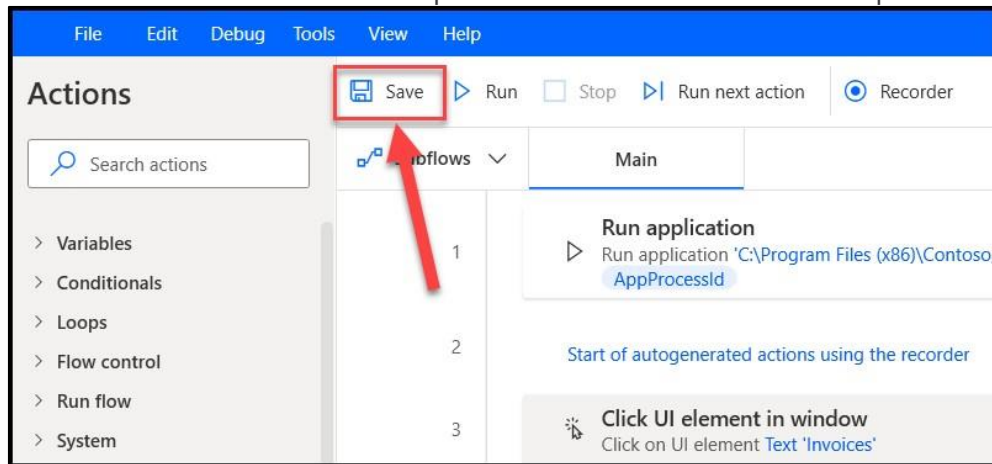 File Edit Debug Tools View Help
Actions
Save Run Stop Run next action Recorder
Search actions
Main
Variables
Conditionals
Loops
Flow control
Run flow
System
1
Run application
Run application 'C:\Program Files (x86)\Contoso
AppProcessId
2
Start of autogenerated actions using the recorder
3
Click UI element in window
Click on UI element Text 'Invoices'